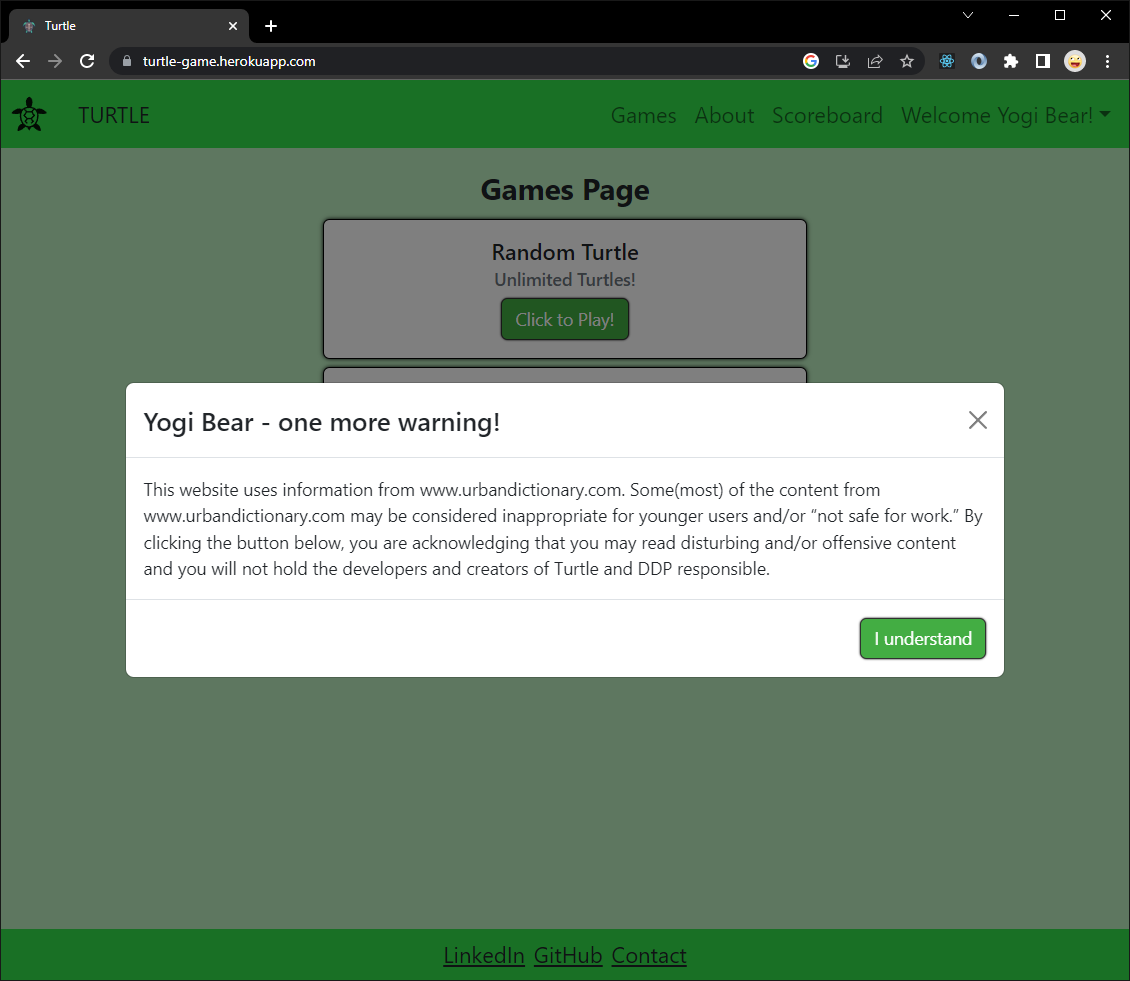 Turtle
turtle-game.herokuapp.com
TURTLE
Games About Scoreboard Welcome Yogi Bear!
Games Page
Random Turtle
Unlimited Turtles!
Click to Play!
Yogi Bear - one more warning!
This website uses information from www.urbandictionary.com. Some(most) of the content from
www.urbandictionary.com may be considered inappropriate for younger users and/or “not safe for work.” By
clicking the button below, you are acknowledging that you may read disturbing and/or offensive content
and you will not hold the developers and creators of Turtle and DDP responsible.
I understand
LinkedIn GitHub Contact